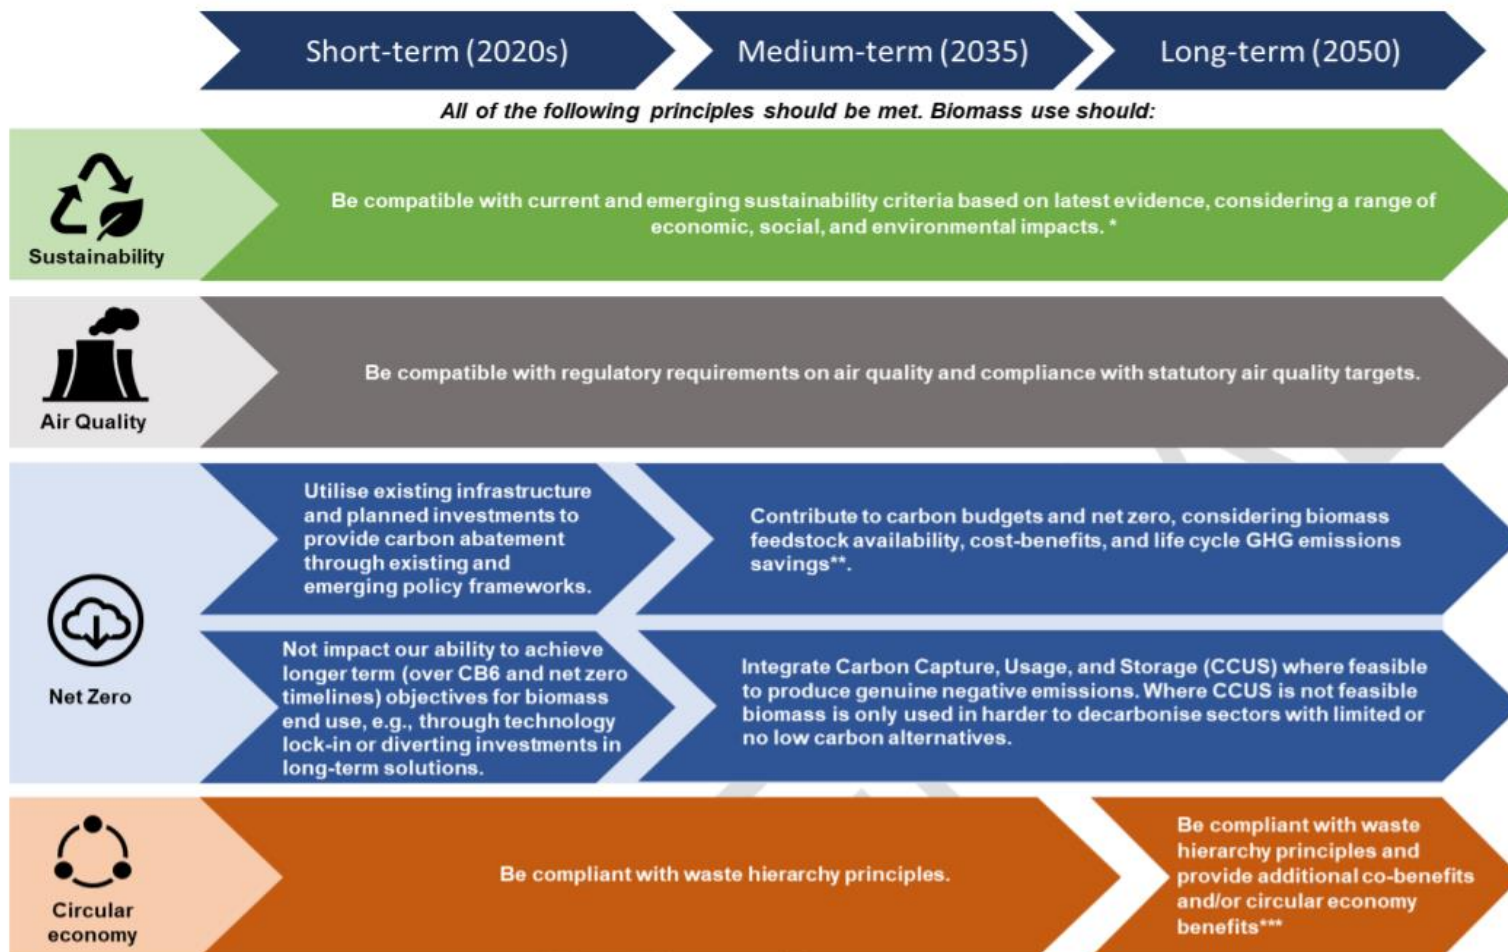 Short-term (2020s)
Medium-term (2035)
Long-term (2050)
All of the following principles should be met. Biomass use should:
Sustainability
Be compatible with current and emerging sustainability criteria based on latest evidence, considering a range of
economic, social, and environmental impacts. *
Air Quality
Be compatible with regulatory requirements on air quality and compliance with statutory air quality targets.
Net Zero
Utilise existing infrastructure
and planned investments to
provide carbon abatement
through existing and
emerging policy frameworks.
Contribute to carbon budgets and net zero, considering biomass
feedstock availability, cost-benefits, and life cycle GHG emissions
savings**.
Not impact our ability to achieve
longer term (over CB6 and net zero
timelines) objectives for biomass
end use, e.g., through technology
lock-in or diverting investments in
long-term solutions.
Integrate Carbon Capture, Usage, and Storage (CCUS) where feasible
to produce genuine negative emissions. Where CCUS is not feasible
biomass is only used in harder to decarbonise sectors with limited or
no low carbon alternatives.
Circular
economy
Be compliant with waste hierarchy principles.
Be compliant with waste
hierarchy principles and
provide additional co-benefits
and/or circular economy
benefits***